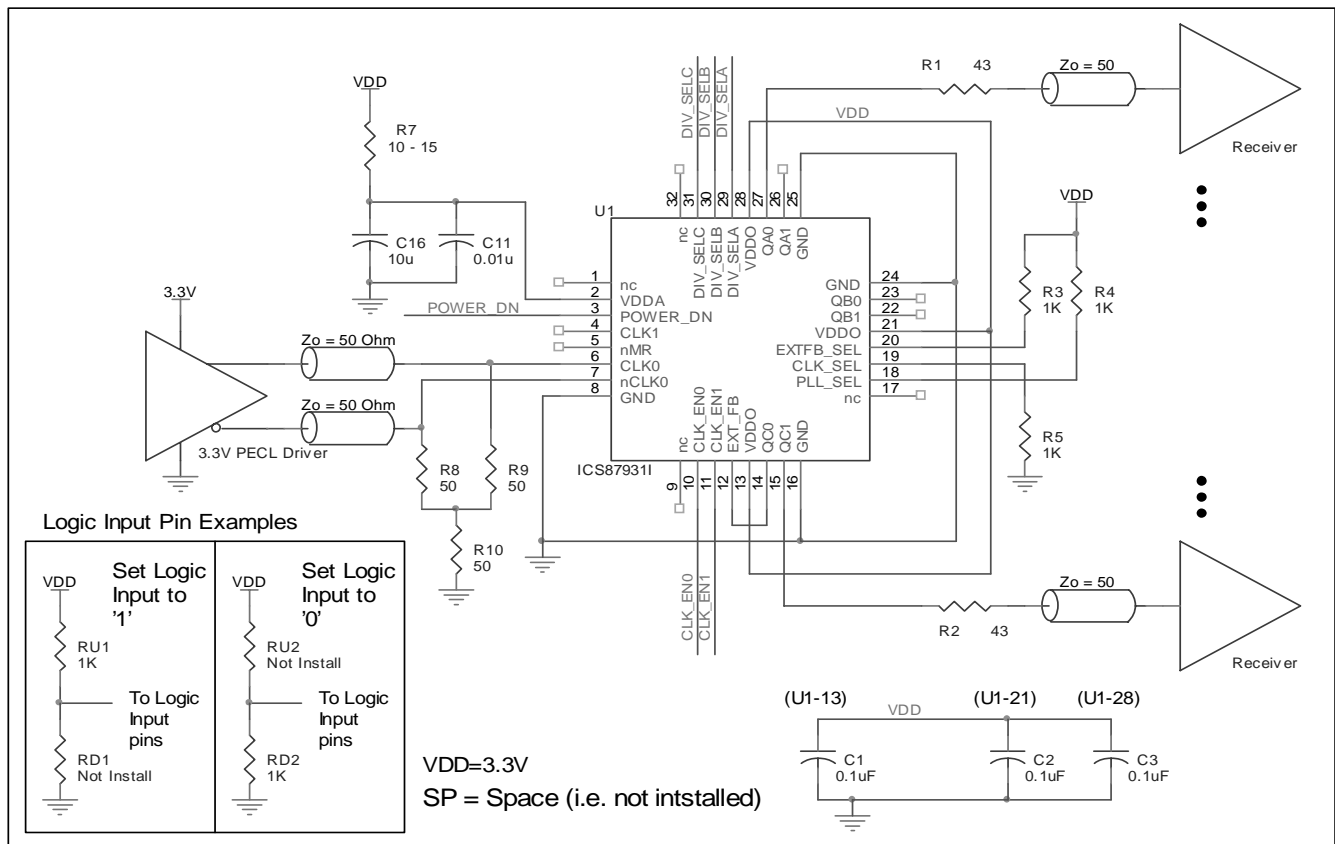 VDD
R7
10 - 15
C16
10u
C11
0.01u
DIV_SELC
DIV_SELB
DIV_SELA
R1 43
Zo = 50
Receiver
VDD
U1
32
31
30
29
28
27
26
25
nc
DIV_SELC
DIV_SELB
DIV_SELA
VDDO
QA0
QA1
GND
1 nc
2 VDDA
POWER_DN 3 POWER_DN
4 CLK1
5 nMR
6 CLK0
7 nCLK0
8 GND
GND 24
QB0 23
QB1 22
VDDO 21
EXTFB_SEL 20
CLK_SEL 19
PLL_SEL 18
nc 17
nc
CLK_EN0
CLK_EN1
EXT_FB
VDDO
QC0
QC1
GND
9
10
11
12
13
14
15
16
ICS87931I
CLK_EN0
CLK_EN1
VDD
R3
1K
R4
1K
R5
1K
3.3V
Zo = 50 Ohm
Zo = 50 Ohm
3.3V PECL Driver
R8
50
R9
50
R10
50
R2 43
Zo = 50
Receiver
Logic Input Pin Examples
VDD
Set Logic
Input to
'1'
RU1
1K
To Logic
Input
pins
RD1
Not Install
VDD
Set Logic
Input to
'0'
RU2
Not Install
To Logic
Input
pins
RD2
1K
VDD=3.3V
SP = Space (i.e. not intstalled)
(U1-13)
VDD
(U1-21)
(U1-28)
C1
0.1uF
C2
0.1uF
C3
0.1uF